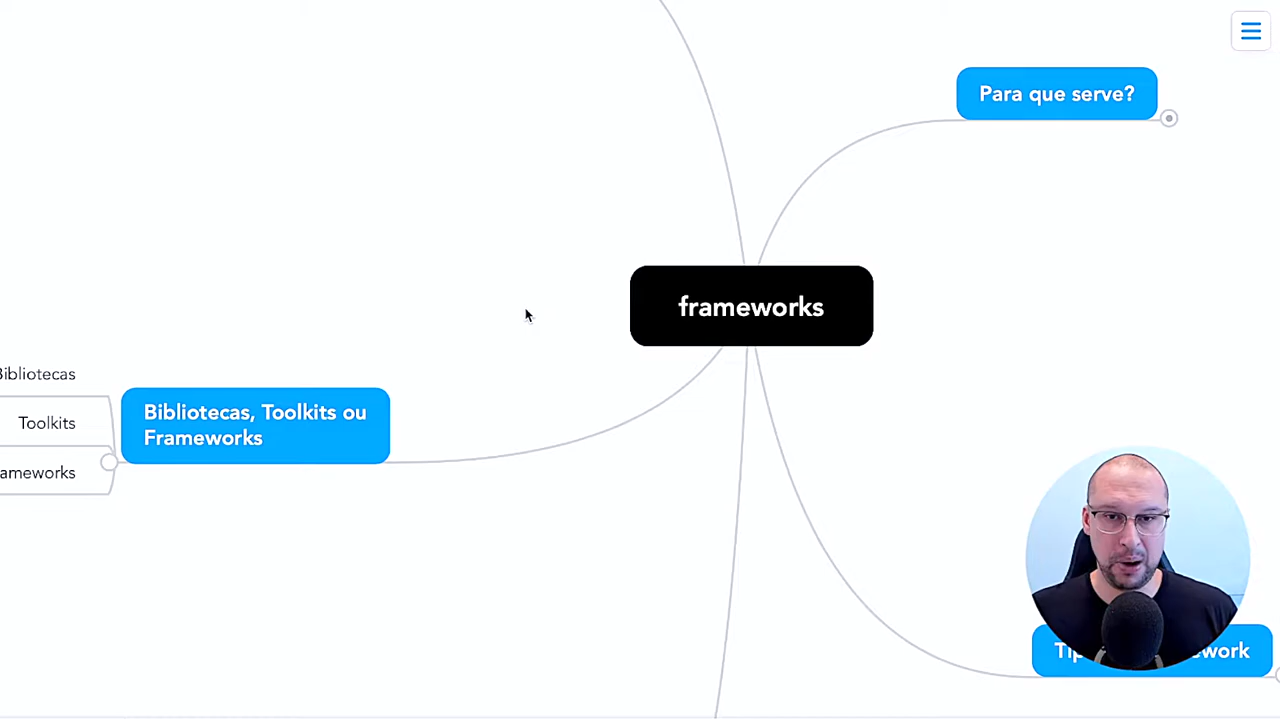 Para que serve?
frameworks
Bibliotecas
Bibliotecas, Toolkits ou
Frameworks
Toolkits
ameworks